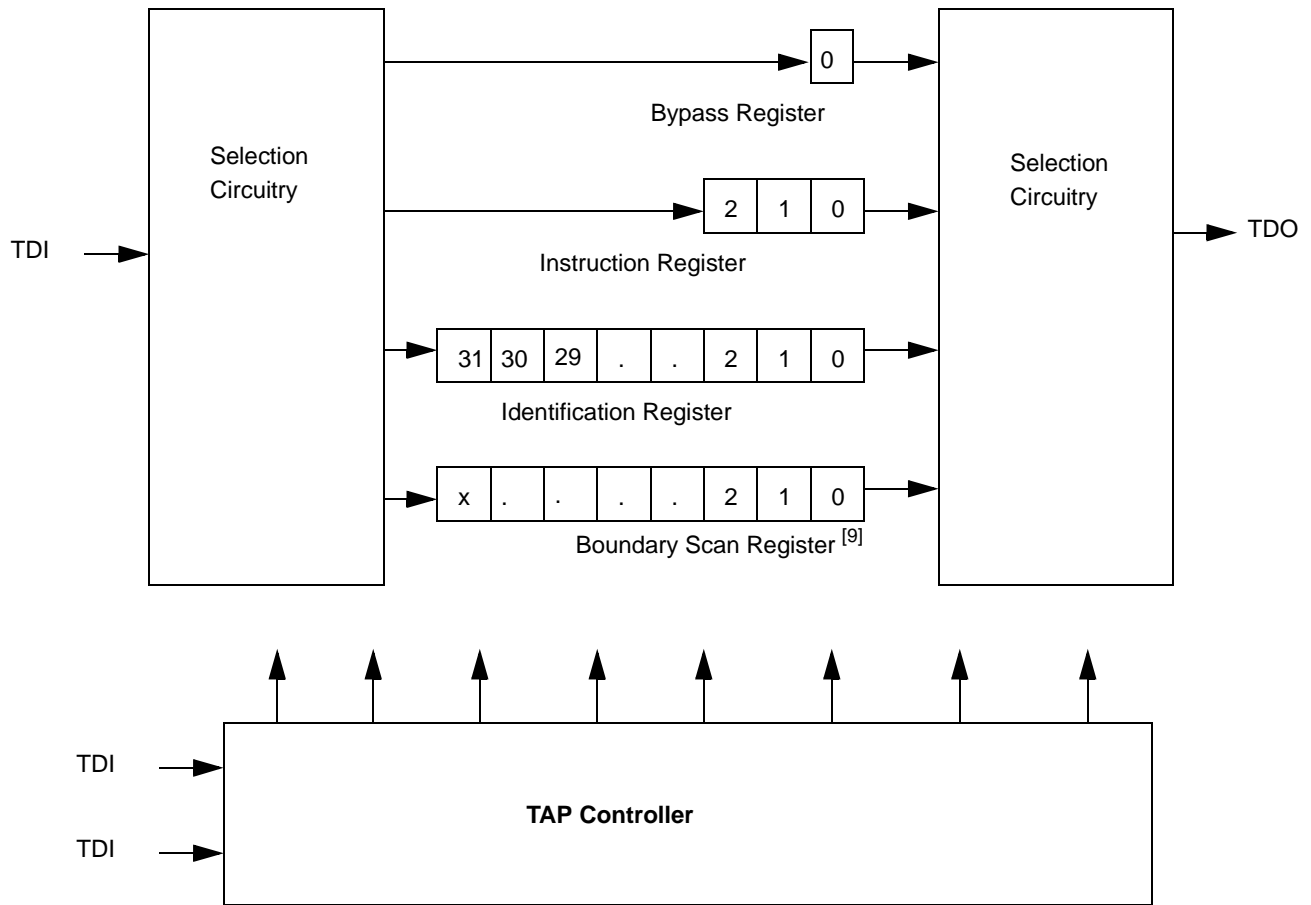 0
Bypass Register
Selection
Circuitry
Selection
Circuitry
2 1 0
TDI
TDO
Instruction Register
31 30 29 . . 2 1 0
Identification Register
x . . . . 2 1 0
Boundary Scan Register [9]
TDI
TAP Controller
TDI